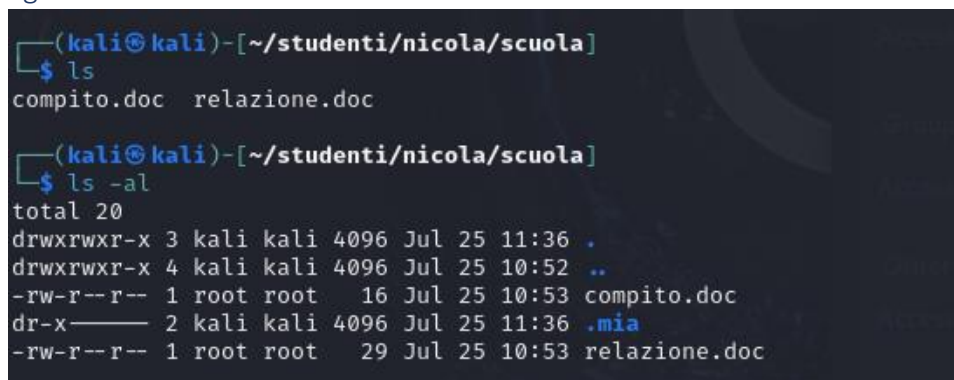 ┌──(kali㉿kali)-[~/studenti/nicola/scuola]
└─$ ls
compito.doc  relazione.doc
┌──(kali㉿kali)-[~/studenti/nicola/scuola]
└─$ ls -al
total 20
drwxrwxr-x 3 kali kali 4096 Jul 25 11:36 .
drwxrwxr-x 4 kali kali 4096 Jul 25 10:52 ..
-rw-r--r-- 1 root root   16 Jul 25 10:53 compito.doc
dr-x------ 2 kali kali 4096 Jul 25 11:36 .mia
-rw-r--r-- 1 root root   29 Jul 25 10:53 relazione.doc